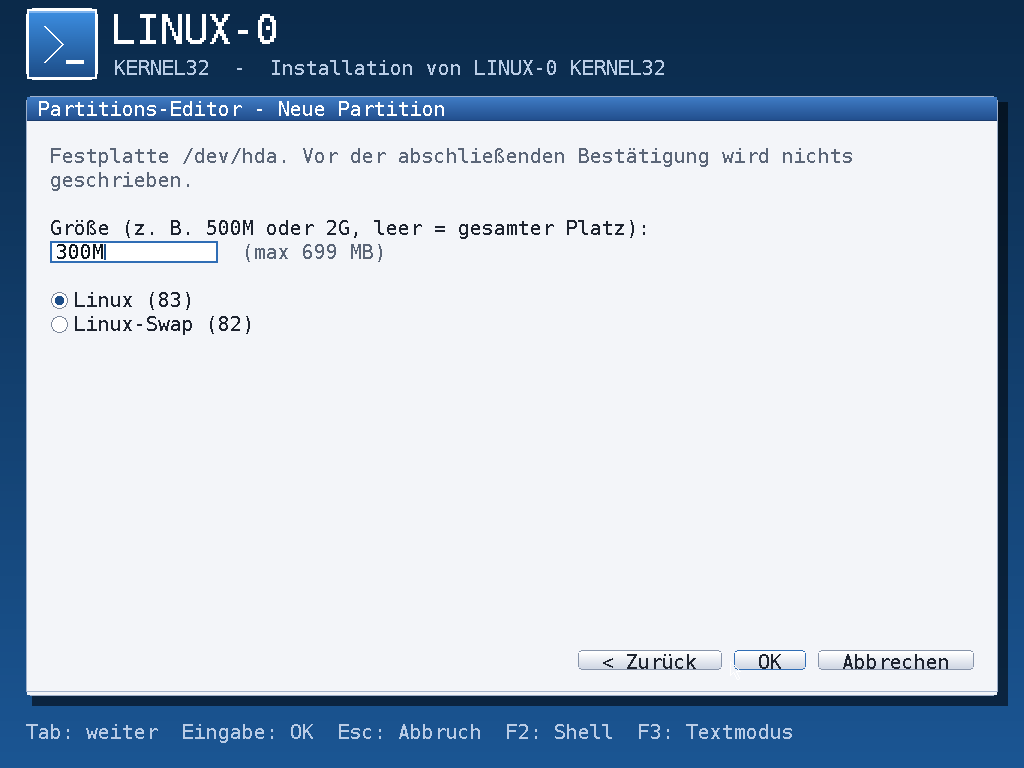 LINUX-0
KERNEL32  -  Installation von LINUX-0 KERNEL32
Partitions-Editor - Neue Partition
Festplatte /dev/hda. Vor der abschließenden Bestätigung wird nichts
geschrieben.
Größe (z. B. 500M oder 2G, leer = gesamter Platz):
300M  (max 699 MB)
Linux (83)
Linux-Swap (82)
< Zurück  OK  Abbrechen
Tab: weiter  Eingabe: OK  Esc: Abbruch  F2: Shell  F3: Textmodus